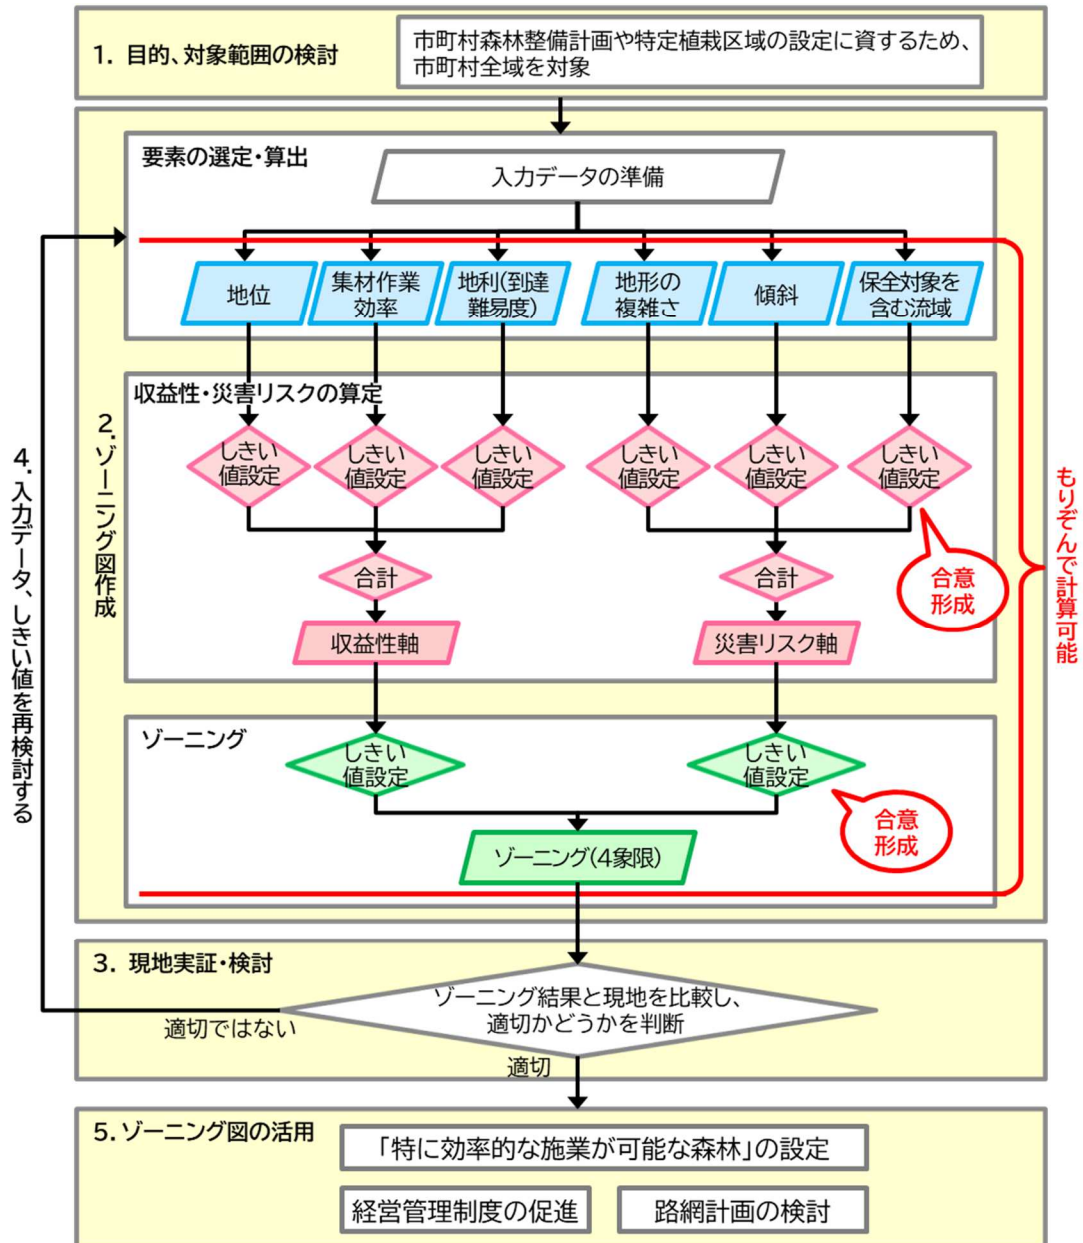 1. 目的、対象範囲の検討
市町村森林整備計画や特定植栽区域の設定に資するため、
市町村全域を対象
2.ゾーニング図作成
要素の選定・算出
入力データの準備
地位
集材作業
効率
地利(到達
難易度)
地形の
複雑さ
傾斜
保全対象を
含む流域
収益性・災害リスクの算定
しきい
値設定
しきい
値設定
しきい
値設定
しきい
値設定
しきい
値設定
しきい
値設定
合意
形成
合計
合計
収益性軸
災害リスク軸
もりぞんで計算可能
ゾーニング
しきい
値設定
しきい
値設定
合意
形成
ゾーニング(4象限)
3. 現地実証・検討
ゾーニング結果と現地を比較し、
適切かどうかを判断
適切ではない
適切
4. 入力データ、しきい値を再検討する
5. ゾーニング図の活用
「特に効率的な施業が可能な森林」の設定
経営管理制度の促進
路網計画の検討